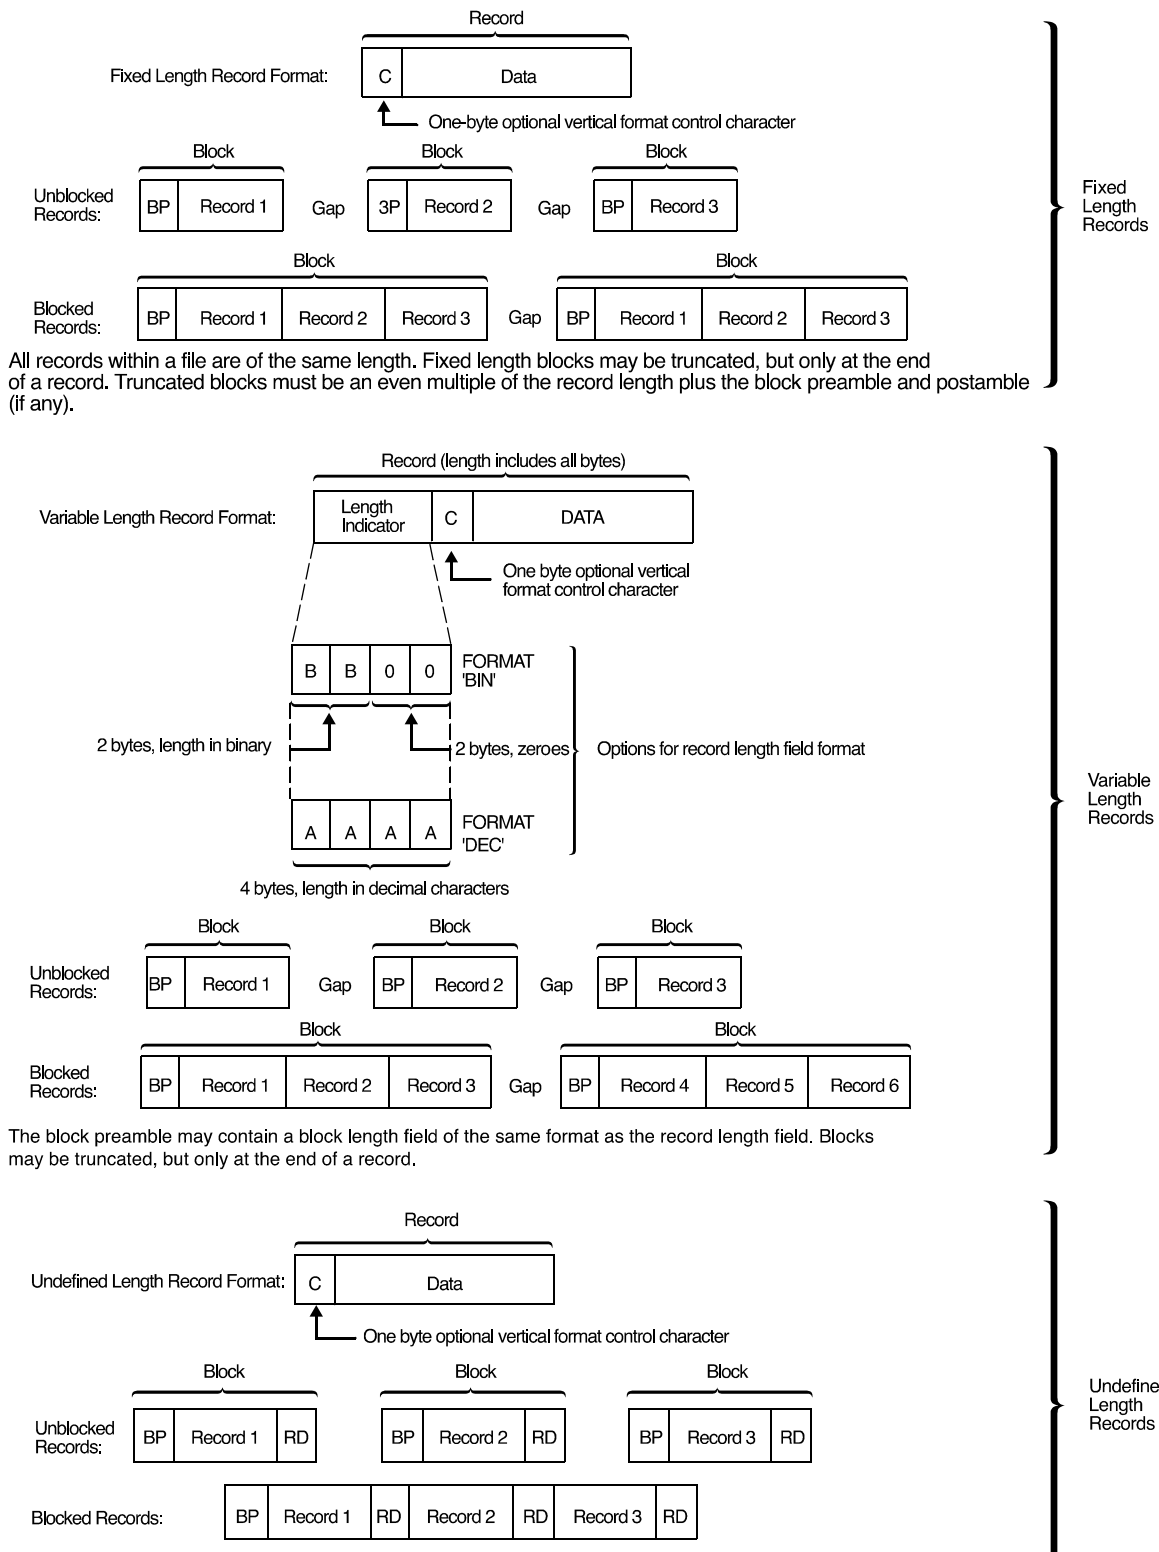 Record
Fixed Length Record Format:
C
Data
One-byte optional vertical format control character
Block
Block
Block
Unblocked
Records:
BP
Record 1
Gap
3P
Record 2
Gap
BP
Record 3
Fixed
Length
Records
Block
Block
Blocked
Records:
BP
Record 1
Record 2
Record 3
Gap
BP
Record 1
Record 2
Record 3
All records within a file are of the same length. Fixed length blocks may be truncated, but only at the end
of a record. Truncated blocks must be an even multiple of the record length plus the block preamble and postamble
(if any).
Record (length includes all bytes)
Variable Length Record Format:
Length
Indicator
C
DATA
One byte optional vertical
format control character
B
B
0
0
FORMAT
'BIN'
2 bytes, length in binary
2 bytes, zeroes
Options for record length field format
Variable
Length
Records
A
A
A
A
FORMAT
'DEC'
4 bytes, length in decimal characters
Block
Block
Block
Unblocked
Records:
BP
Record 1
Gap
BP
Record 2
Gap
BP
Record 3
Block
Block
Blocked
Records:
BP
Record 1
Record 2
Record 3
Gap
BP
Record 4
Record 5
Record 6
The block preamble may contain a block length field of the same format as the record length field. Blocks
may be truncated, but only at the end of a record.
Record
Undefined Length Record Format:
C
Data
One byte optional vertical format control character
Block
Block
Block
Undefine
Length
Records
Unblocked
Records:
BP
Record 1
RD
BP
Record 2
RD
BP
Record 3
RD
Blocked Records:
BP
Record 1
RD
Record 2
RD
Record 3
RD